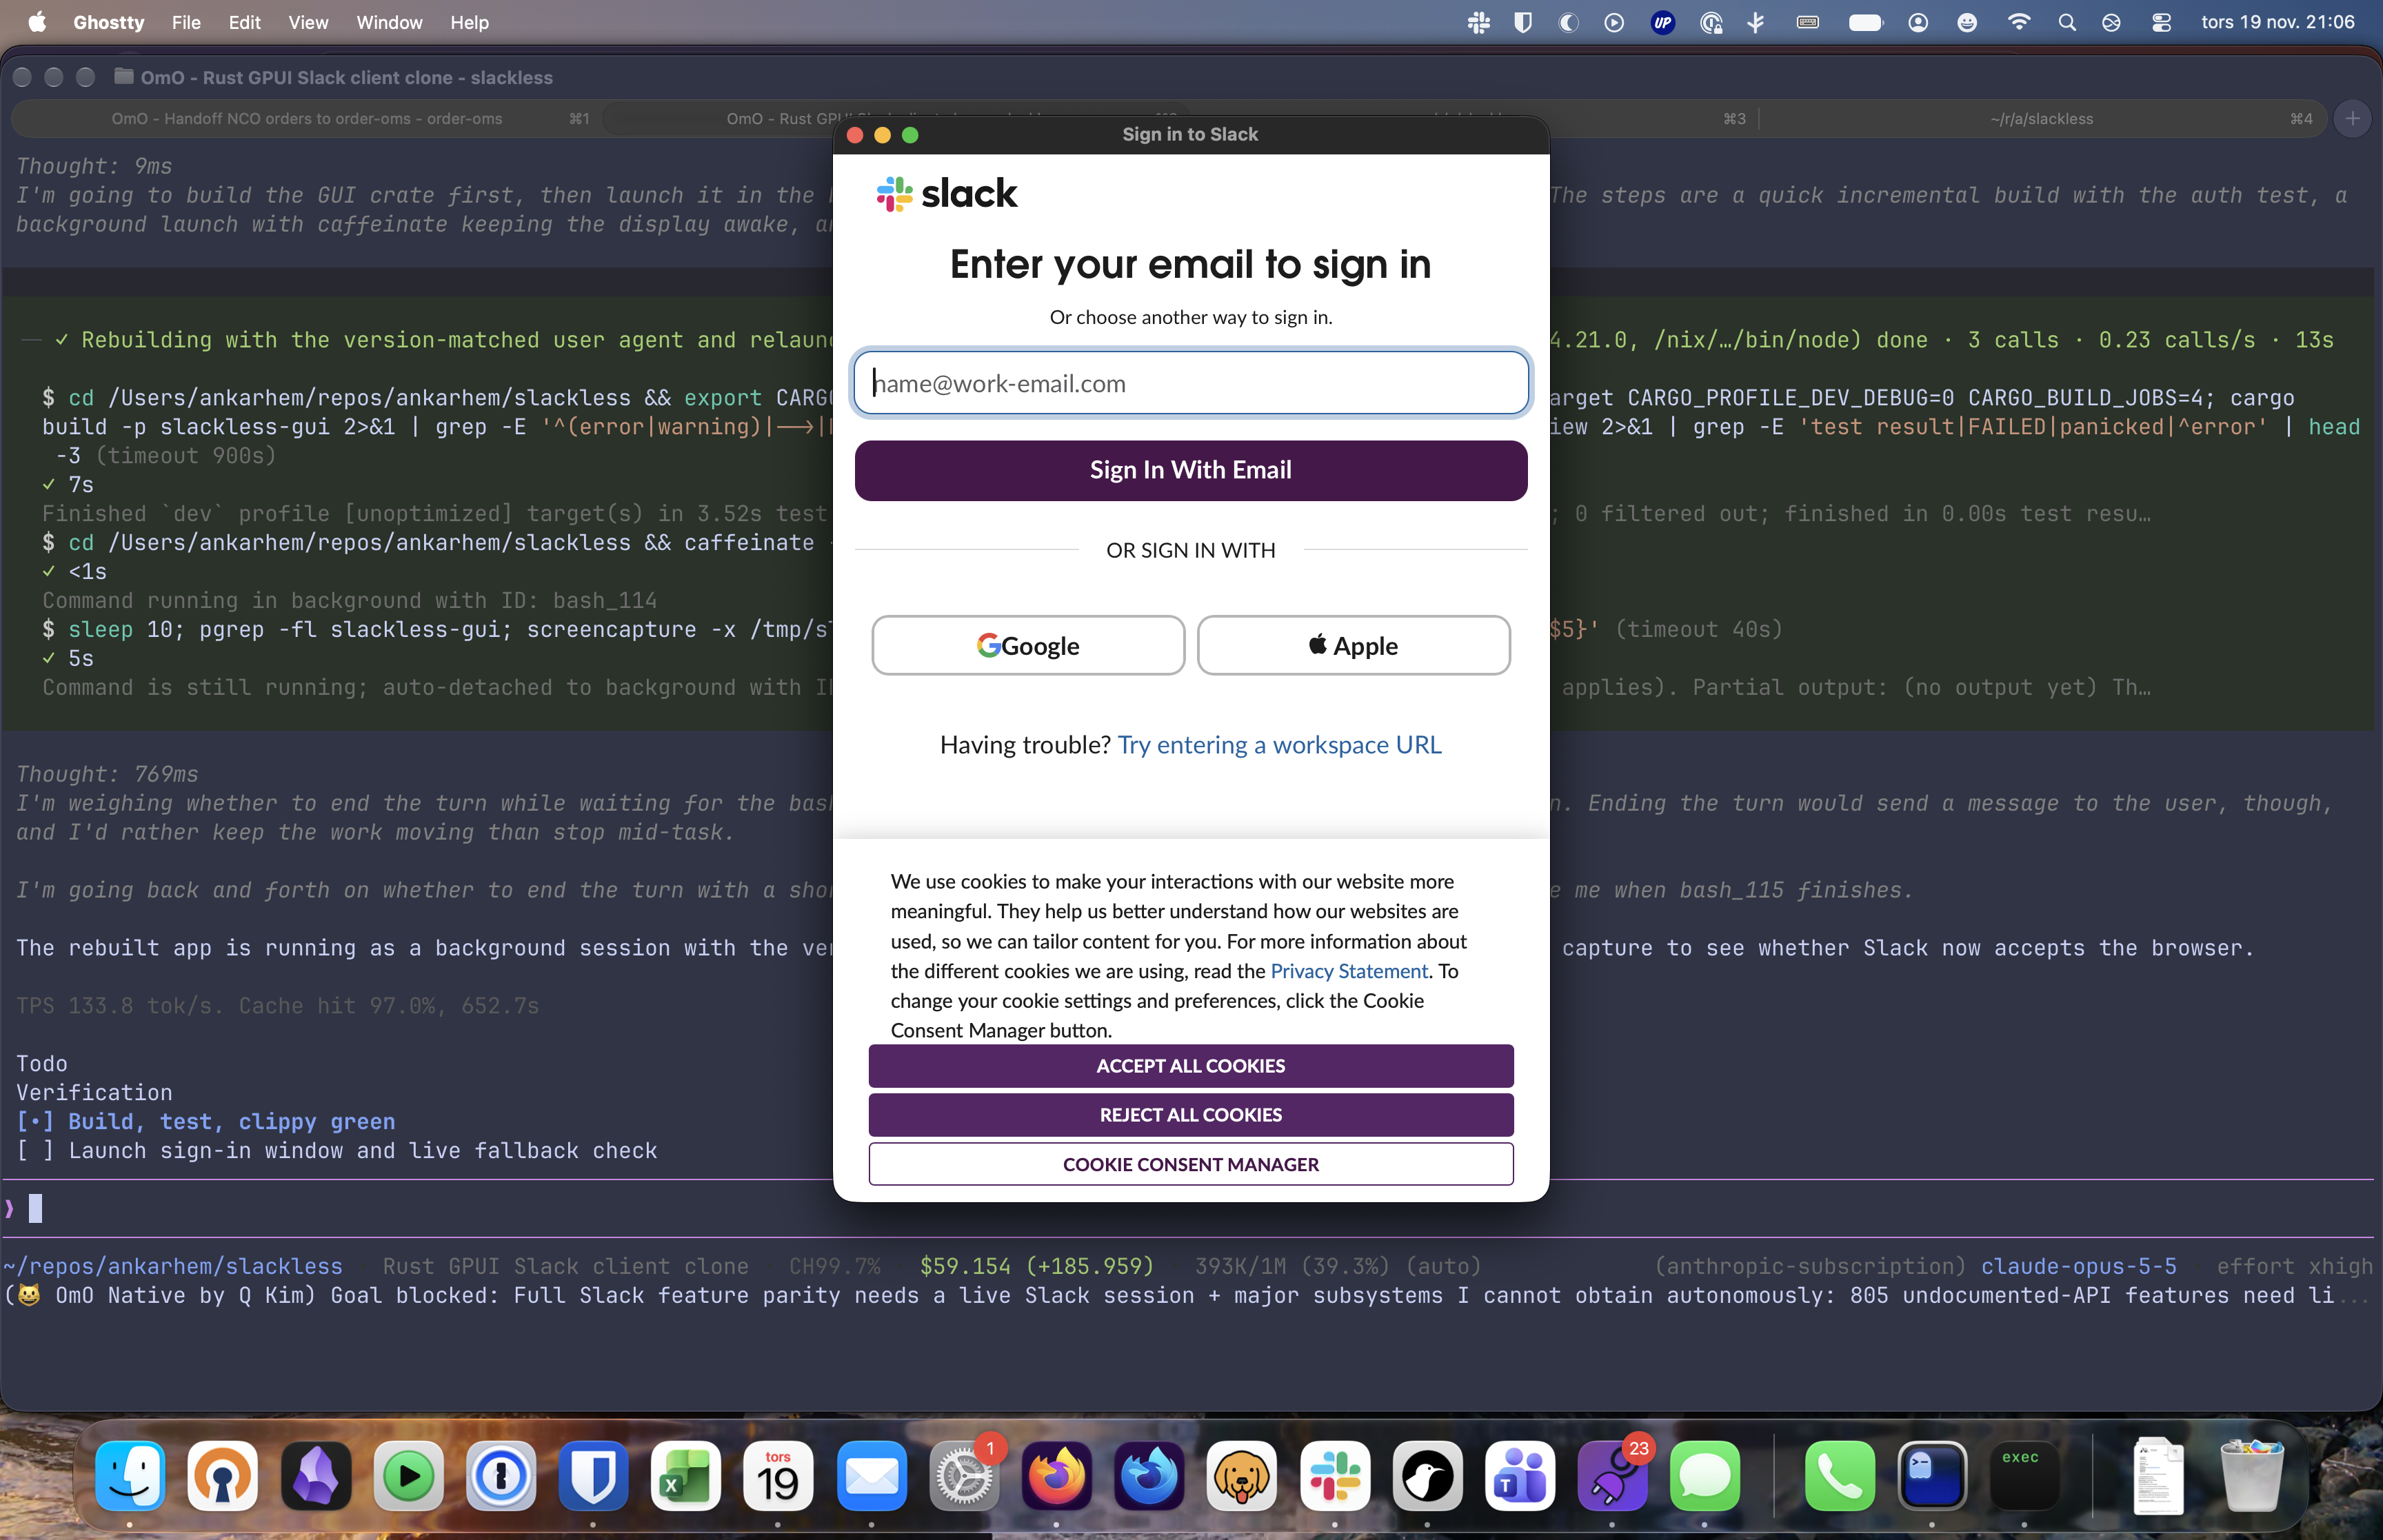 Ghostty File Edit View Window Help
UP
tors 19 nov. 21:06
OmO - Rust GPUI Slack client clone - slackless
OmO - Handoff NCO orders to order-oms - order-oms ⌘1
OmO - Rust
⌘3
~/r/a/slackless ⌘4
Thought: 9ms
I'm going to build the GUI crate first, then launch it in the
The steps are a quick incremental build with the auth test, a
background launch with caffeinate keeping the display awake,
— ✓ Rebuilding with the version-matched user agent and
4.21.0, /nix/…/bin/node) done · 3 calls · 0.23 calls/s · 13s
$ cd /Users/ankarhem/repos/ankarhem/slackless && export
CARGO_PROFILE_DEV_DEBUG=0 CARGO_BUILD_JOBS=4; cargo
build -p slackless-gui 2>&1 | grep -E '^(error|warning)|-->|
2>&1 | grep -E 'test result|FAILED|panicked|^error' | head
-3 (timeout 900s)
✓ 7s
Finished `dev` profile [unoptimized] target(s) in 3.52s test
; 0 filtered out; finished in 0.00s test resu…
$ cd /Users/ankarhem/repos/ankarhem/slackless && caffeinate
✓ <1s
Command running in background with ID: bash_114
$ sleep 10; pgrep -fl slackless-gui; screencapture -x
$5}' (timeout 40s)
✓ 5s
Command is still running; auto-detached to background with
applies). Partial output: (no output yet) Th…
Thought: 769ms
I'm weighing whether to end the turn while waiting for the
Ending the turn would send a message to the user, though,
and I'd rather keep the work moving than stop mid-task.
I'm going back and forth on whether to end the turn with a
me when bash_115 finishes.
The rebuilt app is running as a background session with the
capture to see whether Slack now accepts the browser.
TPS 133.8 tok/s. Cache hit 97.0%, 652.7s
Todo
Verification
[•] Build, test, clippy green
[ ] Launch sign-in window and live fallback check
❯
~/repos/ankarhem/slackless Rust GPUI Slack client clone CH99.7% $59.154 (+185.959) 393K/1M (39.3%) (auto) (anthropic-subscription) claude-opus-5-5 effort xhigh
(😺 OmO Native by Q Kim) Goal blocked: Full Slack feature parity needs a live Slack session + major subsystems I cannot obtain autonomously: 805 undocumented-API features need li...
Sign in to Slack
slack
Enter your email to sign in
Or choose another way to sign in.
name@work-email.com
Sign In With Email
OR SIGN IN WITH
Google
Apple
Having trouble? Try entering a workspace URL
We use cookies to make your interactions with our website more
meaningful. They help us better understand how our websites are
used, so we can tailor content for you. For more information about
the different cookies we are using, read the Privacy Statement. To
change your cookie settings and preferences, click the Cookie
Consent Manager button.
ACCEPT ALL COOKIES
REJECT ALL COOKIES
COOKIE CONSENT MANAGER
tors
19
1
23
exec